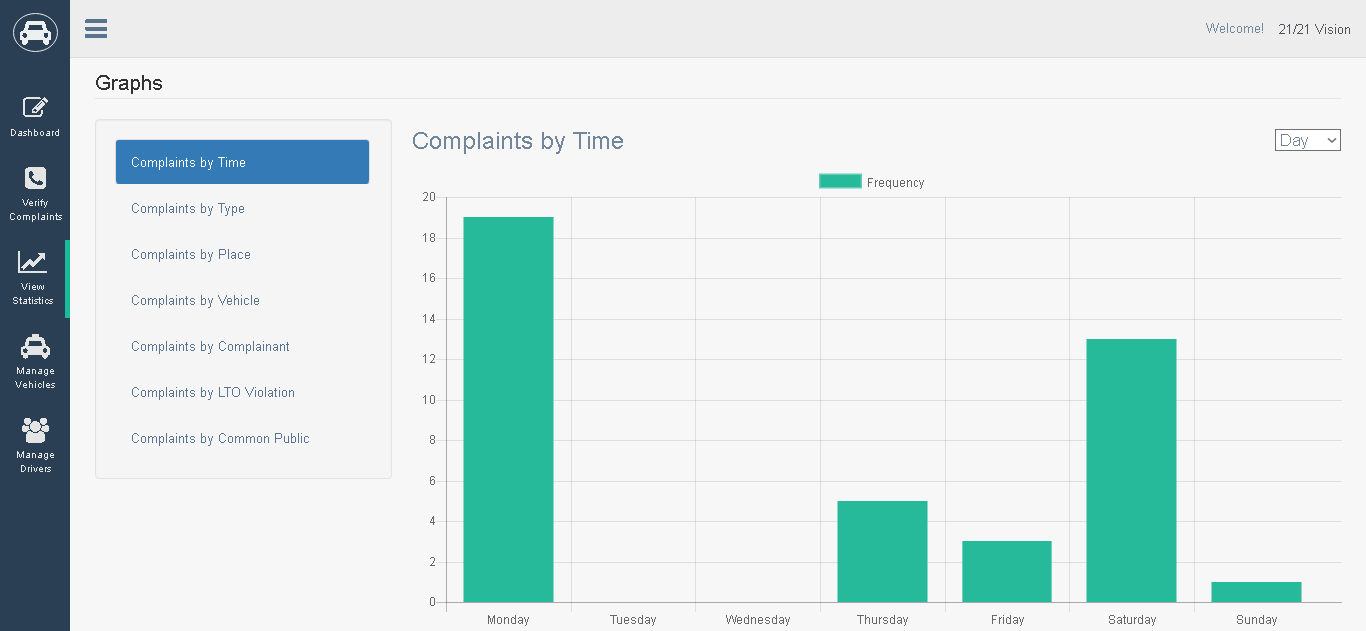 Welcome! 21/21 Vision
Dashboard
Verify
Complaints
View
Statistics
Manage
Vehicles
Manage
Drivers
Graphs
Complaints by Time
Complaints by Type
Complaints by Place
Complaints by Vehicle
Complaints by Complainant
Complaints by LTO Violation
Complaints by Common Public
Complaints by Time
Day
Frequency
20
18
16
14
12
10
8
6
4
2
0
Monday Tuesday Wednesday Thursday Friday Saturday Sunday